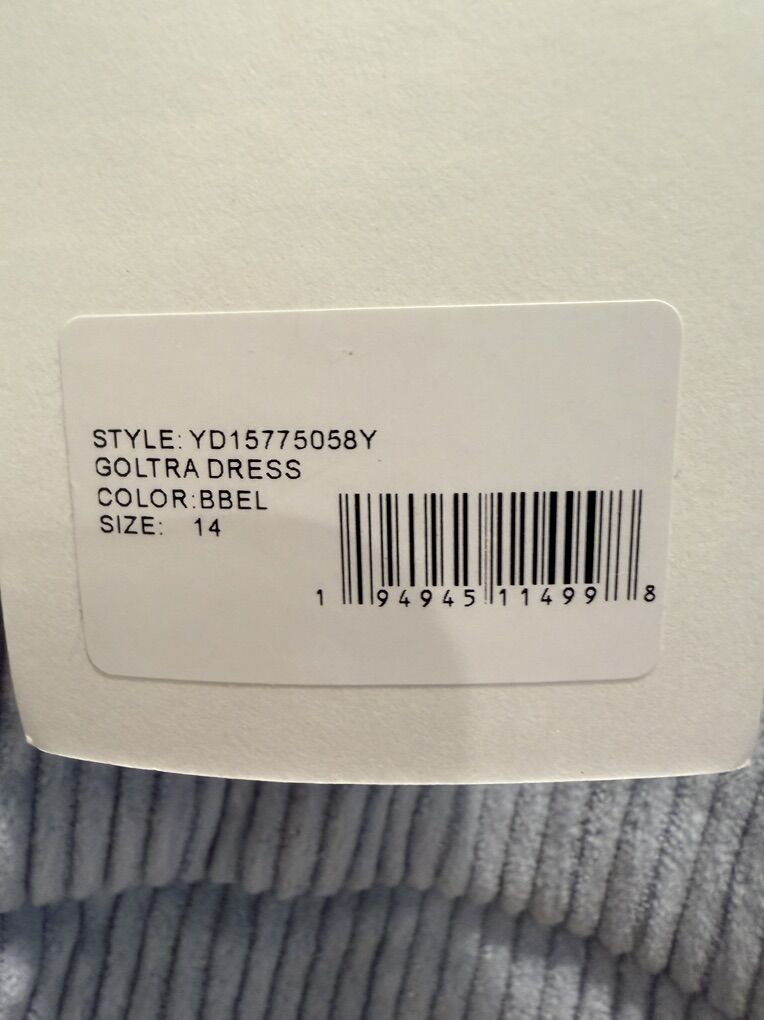 STYLE: YD15775058Y
GOLTRA DRESS
COLOR:BBEL
SIZE: 14
1 94945 11499 8